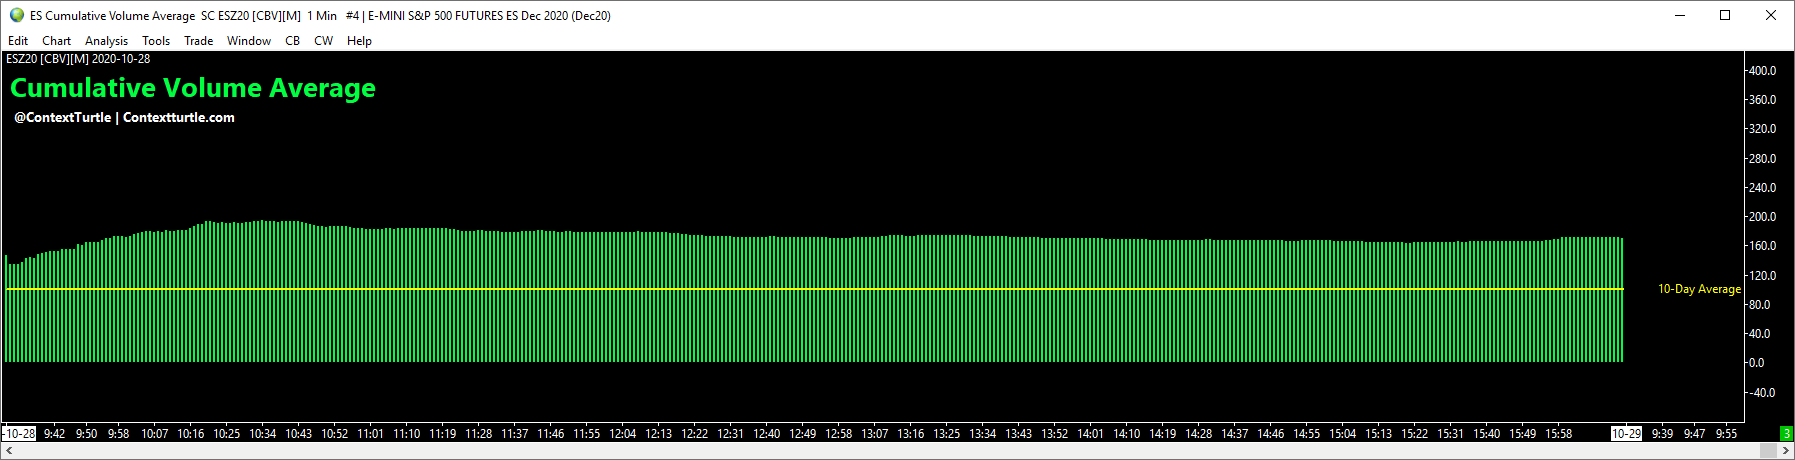 ES Cumulative Volume Average  SC ESZ20 [CBV][M]  1 Min   #4 | E-MINI S&P 500 FUTURES ES Dec 2020 (Dec20)
Edit Chart Analysis Tools Trade Window CB CW Help
ESZ20 [CBV][M] 2020-10-28
Cumulative Volume Average
@ContextTurtle | Contextturtle.com
400.0
360.0
320.0
280.0
240.0
200.0
160.0
120.0
10-Day Average
80.0
40.0
0.0
-40.0
-10-28 9:42 9:50 9:58 10:07 10:16 10:25 10:34 10:43 10:52 11:01 11:10 11:19 11:28 11:37 11:46 11:55 12:04 12:13 12:22 12:31 12:40 12:49 12:58 13:07 13:16 13:25 13:34 13:43 13:52 14:01 14:10 14:19 14:28 14:37 14:46 14:55 15:04 15:13 15:22 15:31 15:40 15:49 15:58 10-29 9:39 9:47 9:55 3